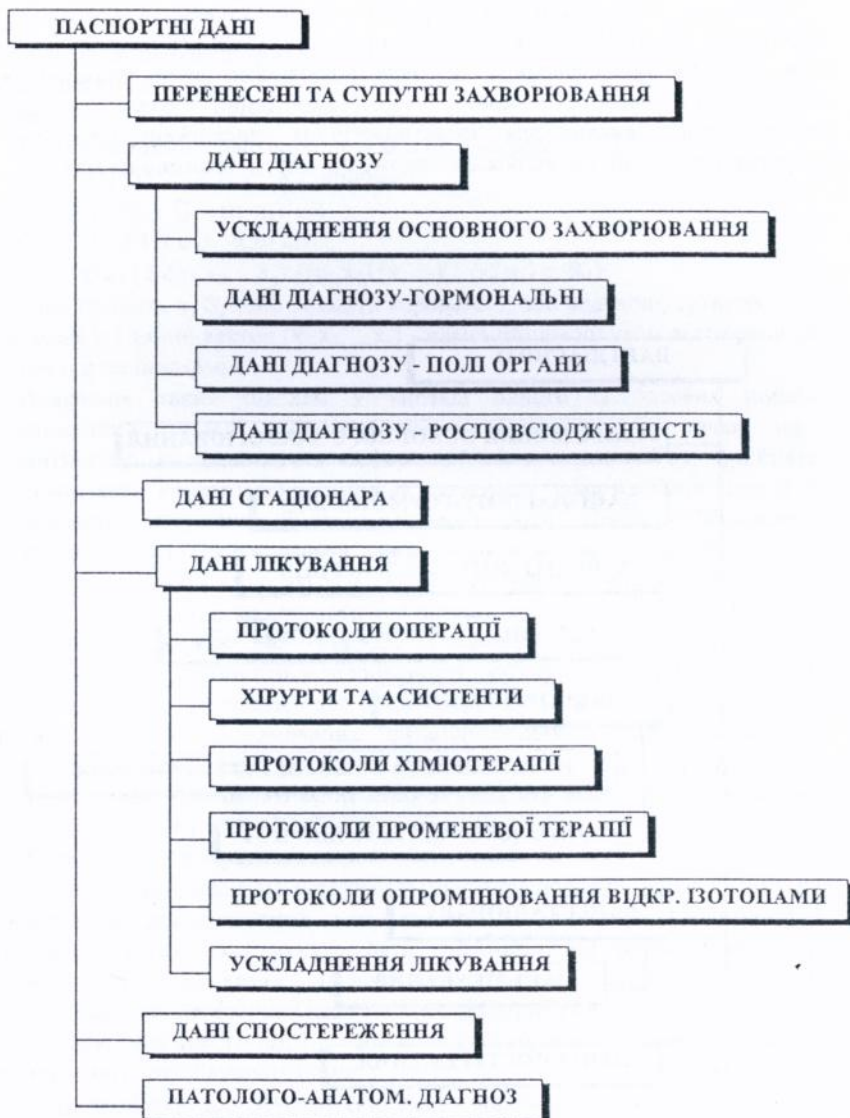 ПАСПОРТНІ ДАНІ
ПЕРЕНЕСЕНІ ТА СУПУТНІ ЗАХВОРЮВАННЯ
ДАНІ ДІАГНОЗУ
УСКЛАДНЕННЯ ОСНОВНОГО ЗАХВОРЮВАННЯ
ДАНІ ДІАГНОЗУ-ГОРМОНАЛЬНІ
ДАНІ ДІАГНОЗУ - ПОЛІ ОРГАНИ
ДАНІ ДІАГНОЗУ - РОСПОВСЮДЖЕННІСТЬ
ДАНІ СТАЦІОНАРА
ДАНІ ЛІКУВАННЯ
ПРОТОКОЛИ ОПЕРАЦІЇ
ХІРУРГИ ТА АСИСТЕНТИ
ПРОТОКОЛИ ХІМІОТЕРАПІЇ
ПРОТОКОЛИ ПРОМЕНЕВОЇ ТЕРАПІЇ
ПРОТОКОЛИ ОПРОМІНЮВАННЯ ВІДКР. ІЗОТОПАМИ
УСКЛАДНЕННЯ ЛІКУВАННЯ
ДАНІ СПОСТЕРЕЖЕННЯ
ПАТОЛОГО-АНАТОМ. ДІАГНОЗ